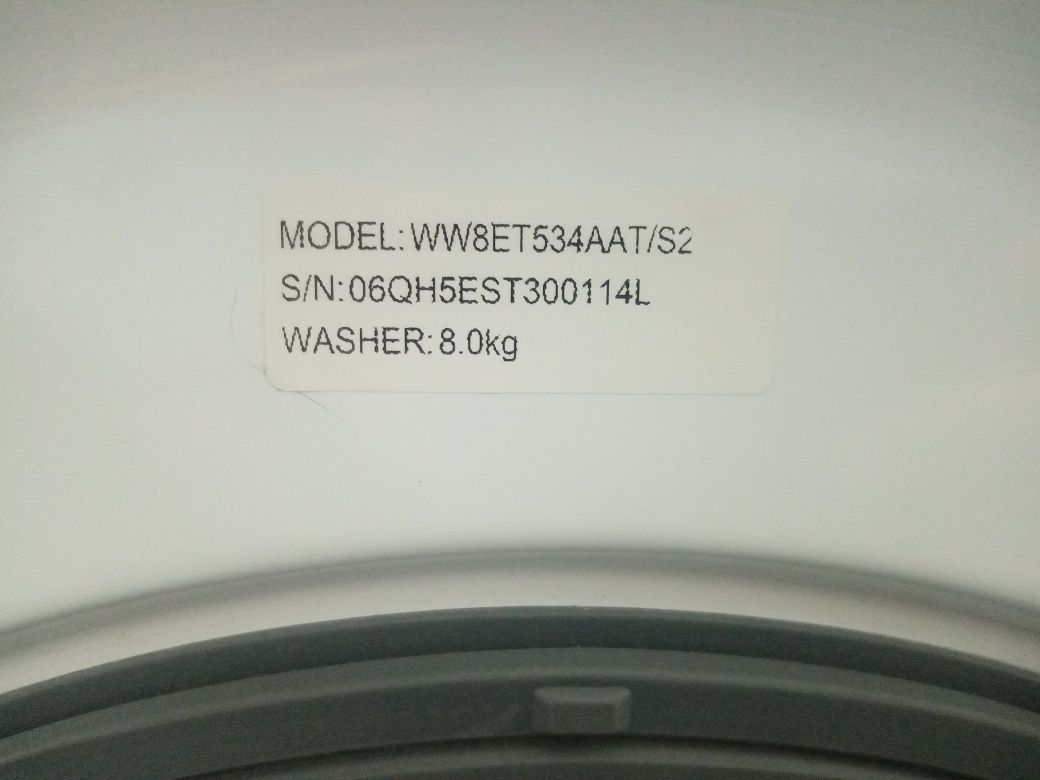 MODEL:WW8ET534AAT/S2
S/N:06QH5EST300114L
WASHER:8.0kg